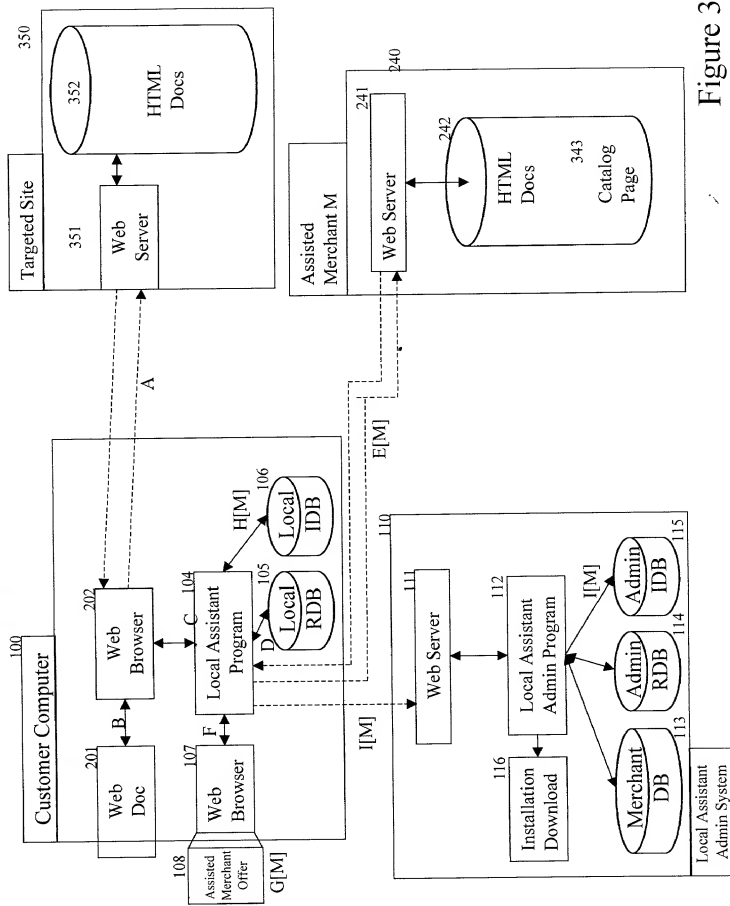 Customer Computer
100
Web
Doc
201
B
Web
Browser
202
C
Local Assistant
Program
104
H[M]
106
Local
IDB
105
Local
RDB
D
F
107
Web
Browser
108
Assisted
Merchant
Offer
G[M]
A
Targeted Site
350
351
Web
Server
352
HTML
Docs
Assisted
Merchant M
240
241
Web Server
242
HTML
Docs
343
Catalog
Page
E[M]
I[M]
110
111
Web Server
112
Local Assistant
Admin Program
116
Installation
Download
I[M]
115
Admin
IDB
114
Admin
RDB
113
Merchant
DB
Local Assistant
Admin System
Figure 3